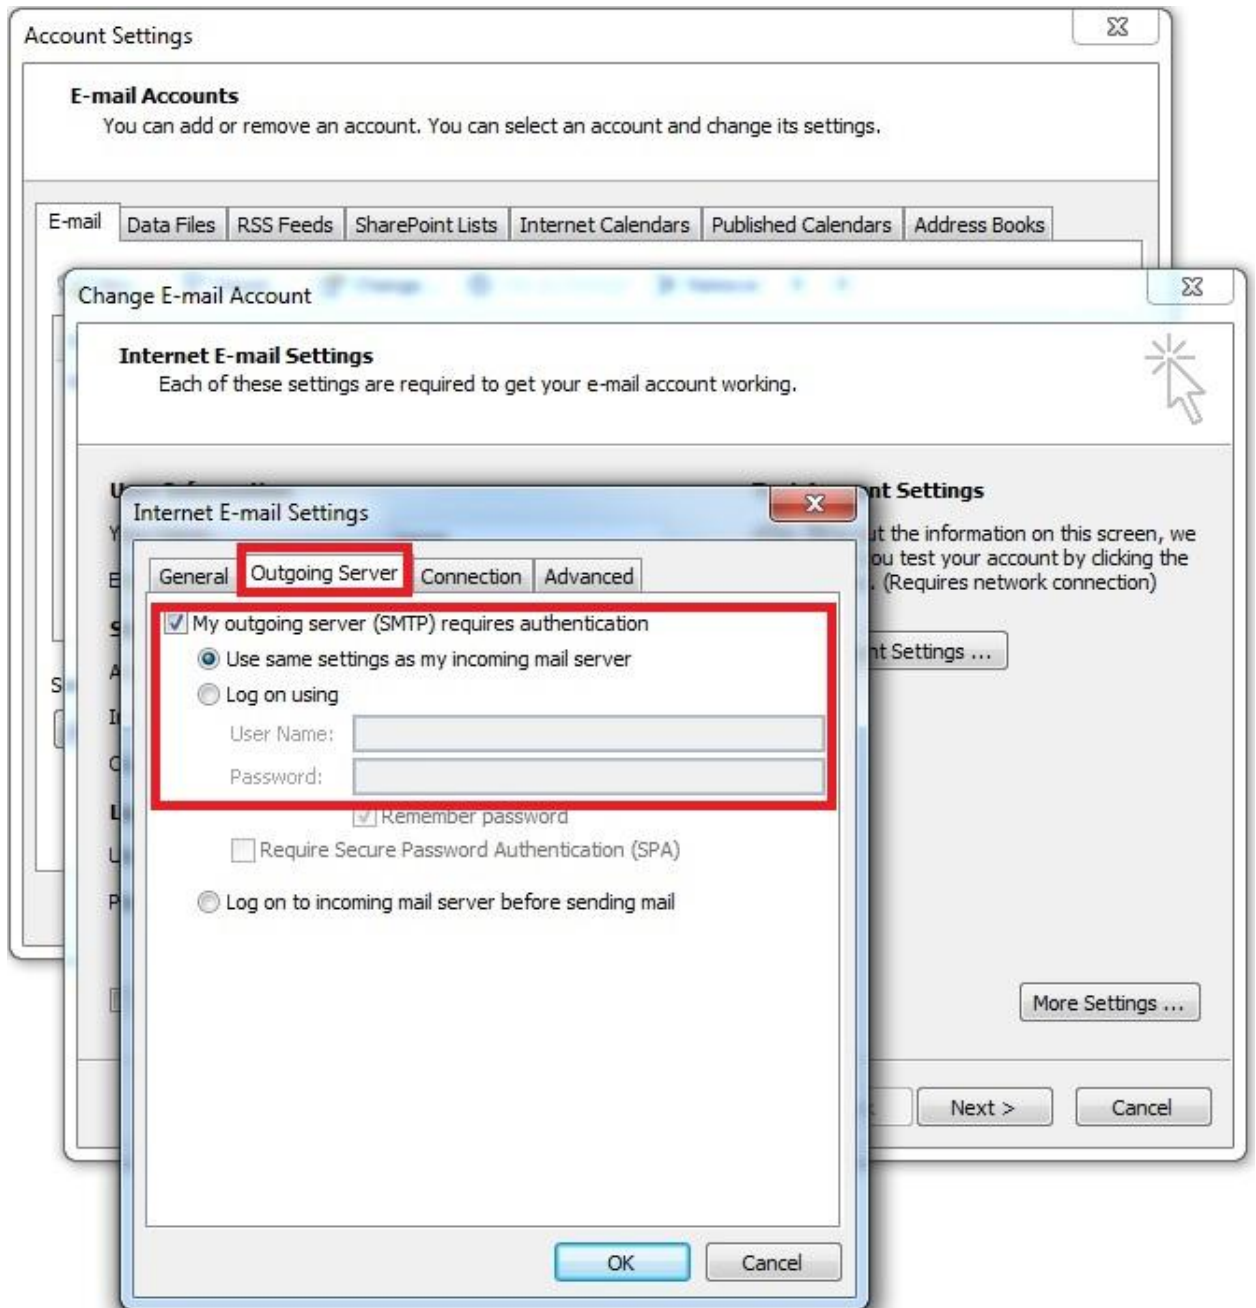 Account Settings
E-mail Accounts
You can add or remove an account. You can select an account and change its settings.
E-mail
Data Files
RSS Feeds
SharePoint Lists
Internet Calendars
Published Calendars
Address Books
Change E-mail Account
Internet E-mail Settings
Each of these settings are required to get your e-mail account working.
Settings
the information on this screen, we
test your account by clicking the
(Requires network connection)
Settings ...
Internet E-mail Settings
General
Outgoing Server
Connection
Advanced
My outgoing server (SMTP) requires authentication
Use same settings as my incoming mail server
Log on using
User Name:
Password:
Remember password
Require Secure Password Authentication (SPA)
Log on to incoming mail server before sending mail
More Settings ...
Next >
Cancel
OK
Cancel